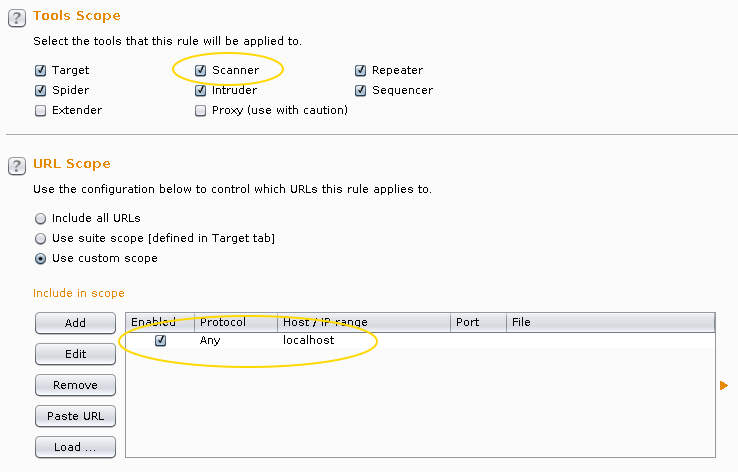 ? Tools Scope
Select the tools that this rule will be applied to.
Target Scanner Repeater
Spider Intruder Sequencer
Extender Proxy (use with caution)
? URL Scope
Use the configuration below to control which URLs this rule applies to.
Include all URLs
Use suite scope [defined in Target tab]
Use custom scope
Include in scope
Add Enabled Protocol Host / IP range Port File
Any localhost
Edit
Remove
Paste URL
Load ...